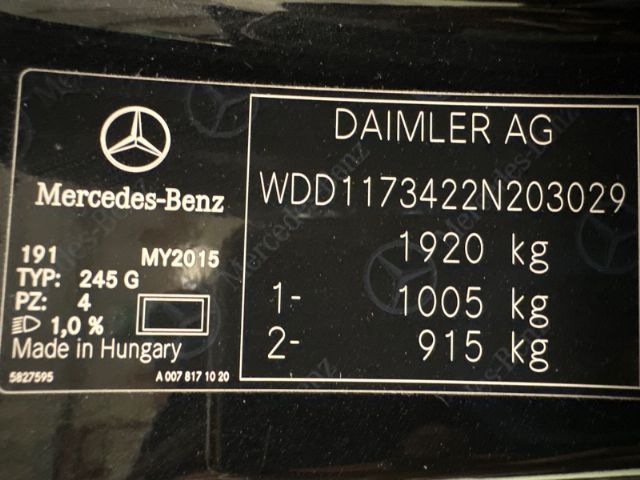 Mercedes-Benz
191 MY2015
TYP: 245 G
PZ: 4
1,0 %
Made in Hungary
5827595 A 007 817 10 20
DAIMLER AG
WDD1173422N203029
1920 kg
1- 1005 kg
2- 915 kg